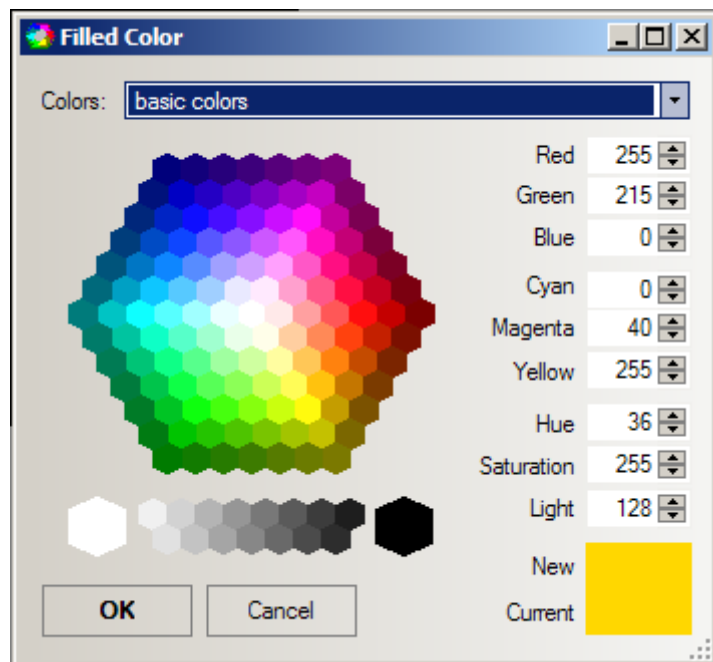 Filled Color
Colors: basic colors
Red 255
Green 215
Blue 0
Cyan 0
Magenta 40
Yellow 255
Hue 36
Saturation 255
Light 128
New
Current
OK Cancel